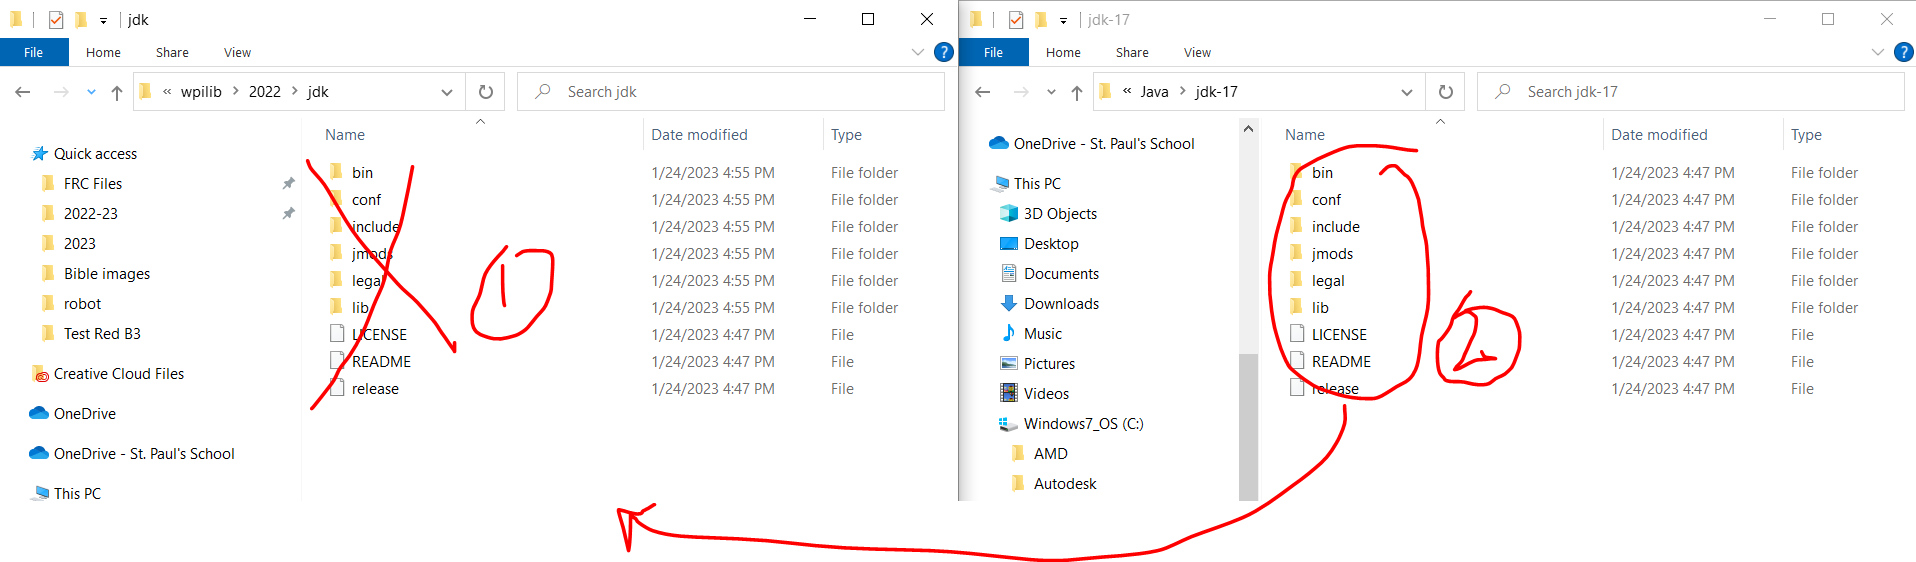 jdk
File Home Share View
« wpilib > 2022 > jdk
Search jdk
Quick access
FRC Files
2022-23
2023
Bible images
robot
Test Red B3
Creative Cloud Files
OneDrive
OneDrive - St. Paul's School
This PC
Name Date modified Type
bin 1/24/2023 4:55 PM File folder
conf 1/24/2023 4:55 PM File folder
include 1/24/2023 4:55 PM File folder
jmods 1/24/2023 4:55 PM File folder
legal 1/24/2023 4:55 PM File folder
lib 1/24/2023 4:55 PM File folder
LICENSE 1/24/2023 4:47 PM File
README 1/24/2023 4:47 PM File
release 1/24/2023 4:47 PM File
1
jdk-17
File Home Share View
« Java > jdk-17
Search jdk-17
OneDrive - St. Paul's School
This PC
3D Objects
Desktop
Documents
Downloads
Music
Pictures
Videos
Windows7_OS (C:)
AMD
Autodesk
Name Date modified Type
bin 1/24/2023 4:47 PM File folder
conf 1/24/2023 4:47 PM File folder
include 1/24/2023 4:47 PM File folder
jmods 1/24/2023 4:47 PM File folder
legal 1/24/2023 4:47 PM File folder
lib 1/24/2023 4:47 PM File folder
LICENSE 1/24/2023 4:47 PM File
README 1/24/2023 4:47 PM File
release 1/24/2023 4:47 PM File
2